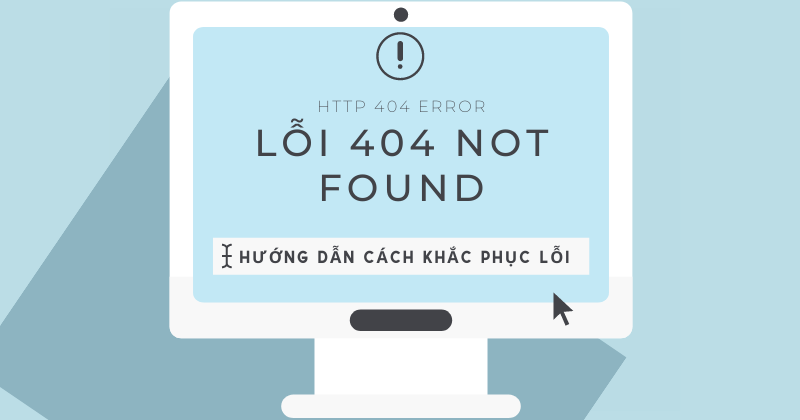 HTTP 404 ERROR
LỖI 404 NOT
FOUND
HƯỚNG DẪN CÁCH KHẮC PHỤC LỖI